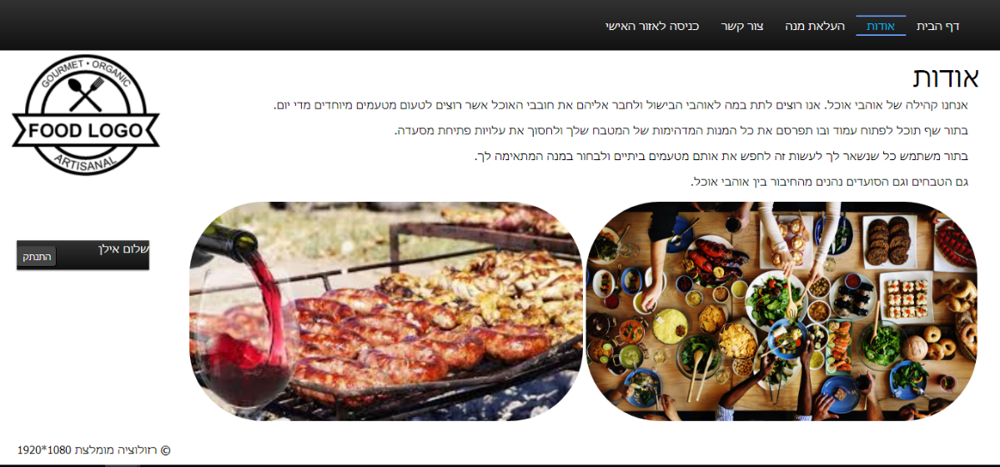 דף הבית
אודות
העלאת מנה
צור קשר
כניסה לאזור האישי
GOURMET • ORGANIC
FOOD LOGO
ARTISANAL
אודות
אנחנו קהילה של אוהבי אוכל. אנו רוצים לתת במה לאוהבי הבישול ולחבר אליהם את חובבי האוכל אשר רוצים לטעום מטעמים מיוחדים מדי יום.
בתור שף תוכל לפתוח עמוד ובו תפרסם את כל המנות המדהימות של המטבח שלך ולחסוך את עלויות פתיחת מסעדה.
בתור משתמש כל שנשאר לך לעשות זה לחפש את אותם מטעמים ביתיים ולבחור במנה המתאימה לך.
גם הטבחים וגם הסועדים נהנים מהחיבור בין אוהבי אוכל.
שלום אילן
התנתק
© רזולוציה מומלצת 1080*1920